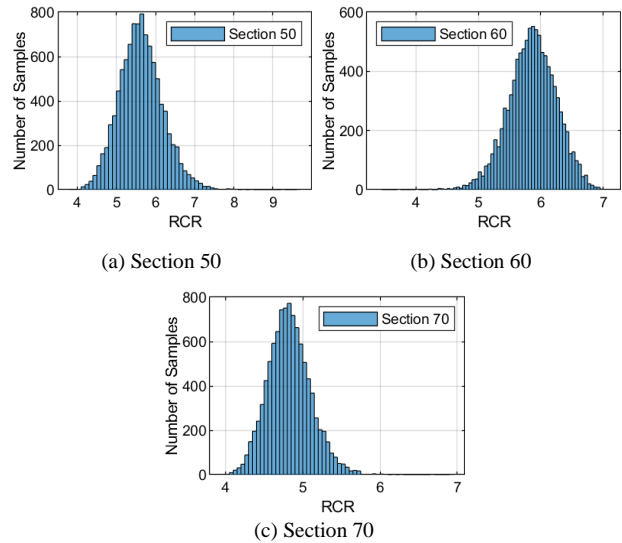 800
600
400
200
0
Number of Samples
Section 50
4 5 6 7 8 9
RCR
(a) Section 50
600
400
200
0
Number of Samples
Section 60
4 5 6 7
RCR
(b) Section 60
800
600
400
200
0
Number of Samples
Section 70
4 5 6 7
RCR
(c) Section 70